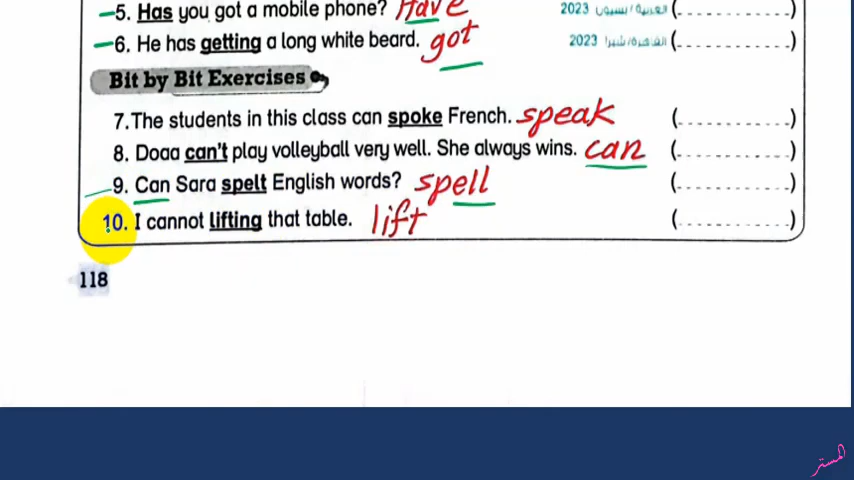 5. Has you got a mobile phone? Have العربية/بسيون 2023 (............)
6. He has getting a long white beard. got القاهرة/شبرا 2023 (............)
Bit by Bit Exercises
7.The students in this class can spoke French. speak (............)
8. Doaa can't play volleyball very well. She always wins. can (............)
9. Can Sara spelt English words? spell (............)
10. I cannot lifting that table. lift (............)
118
المستر